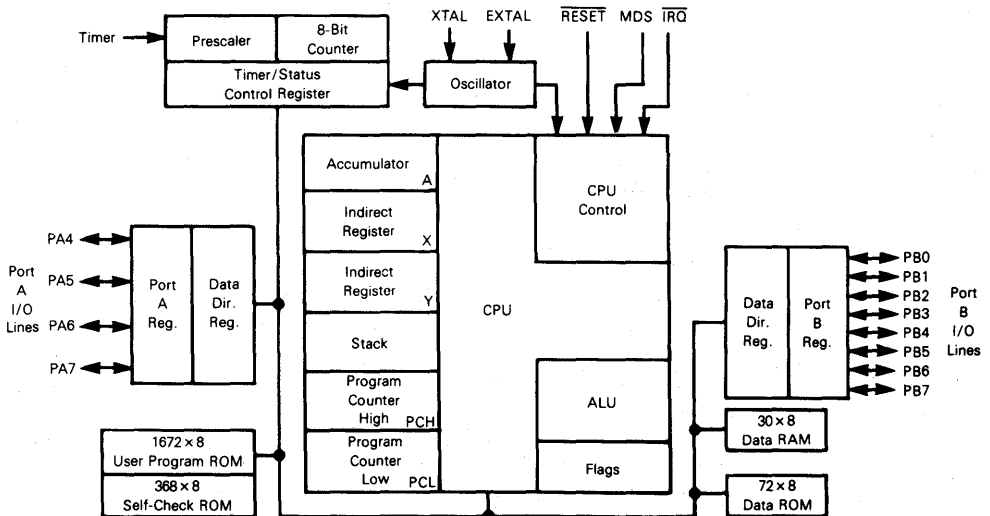 XTAL
EXTAL
RESET
MDS
IRQ
Timer
Prescaler
8-Bit
Counter
Timer/Status
Control Register
Oscillator
Accumulator
A
Indirect
Register
X
Indirect
Register
Y
Stack
Program
Counter
High
PCH
Program
Counter
Low
PCL
CPU
CPU
Control
ALU
Flags
Port
A
I/O
Lines
PA4
PA5
PA6
PA7
Port
A
Reg.
Data
Dir.
Reg.
1672×8
User Program ROM
368×8
Self-Check ROM
Data
Dir.
Reg.
Port
B
Reg.
PB0
PB1
PB2
PB3
PB4
PB5
PB6
PB7
Port
B
I/O
Lines
30×8
Data RAM
72×8
Data ROM